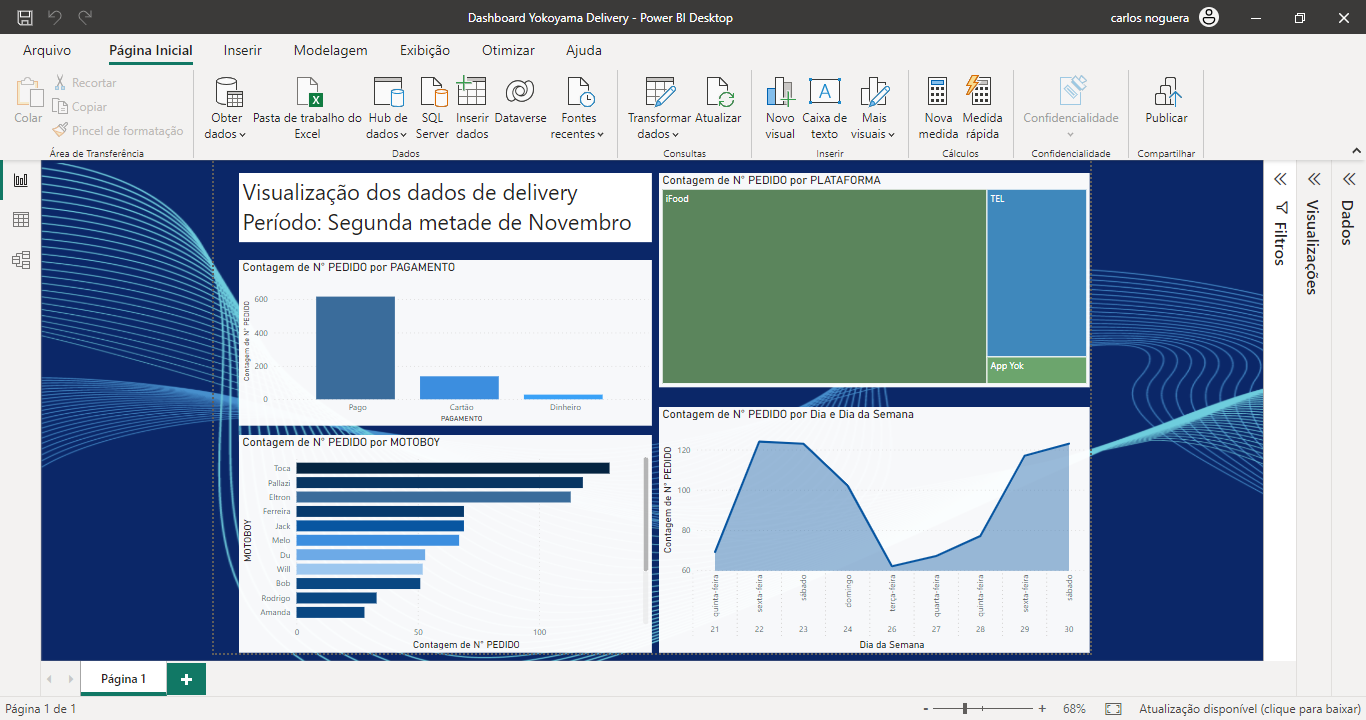 Dashboard Yokoyama Delivery - Power BI Desktop
carlos noguera
Arquivo
Página Inicial
Inserir
Modelagem
Exibição
Otimizar
Ajuda
Colar
Recortar
Copiar
Pincel de formatação
Área de Transferência
Obter dados
Pasta de trabalho do Excel
Hub de dados
SQL Server
Inserir dados
Dataverse
Fontes recentes
Dados
Transformar dados
Atualizar
Consultas
Novo visual
Caixa de texto
Mais visuais
Inserir
Nova medida
Medida rápida
Cálculos
Confidencialidade
Confidencialidade
Publicar
Compartilhar
Visualização dos dados de delivery
Período: Segunda metade de Novembro
Contagem de N° PEDIDO por PAGAMENTO
Contagem de N° PEDIDO
600
400
200
0
Pago
Cartão
Dinheiro
PAGAMENTO
Contagem de N° PEDIDO por MOTOBOY
MOTOBOY
Toca
Pallazi
Eltron
Ferreira
Jack
Melo
Du
Will
Bob
Rodrigo
Amanda
0
50
100
Contagem de N° PEDIDO
Contagem de N° PEDIDO por PLATAFORMA
iFood
TEL
App Yok
Contagem de N° PEDIDO por Dia e Dia da Semana
Contagem de N° PEDIDO
120
100
80
60
quinta-feira
sexta-feira
sábado
domingo
terça-feira
quarta-feira
quinta-feira
sexta-feira
sábado
21
22
23
24
26
27
28
29
30
Dia da Semana
Filtros
Visualizações
Dados
Página 1
Página 1 de 1
68%
Atualização disponível (clique para baixar)